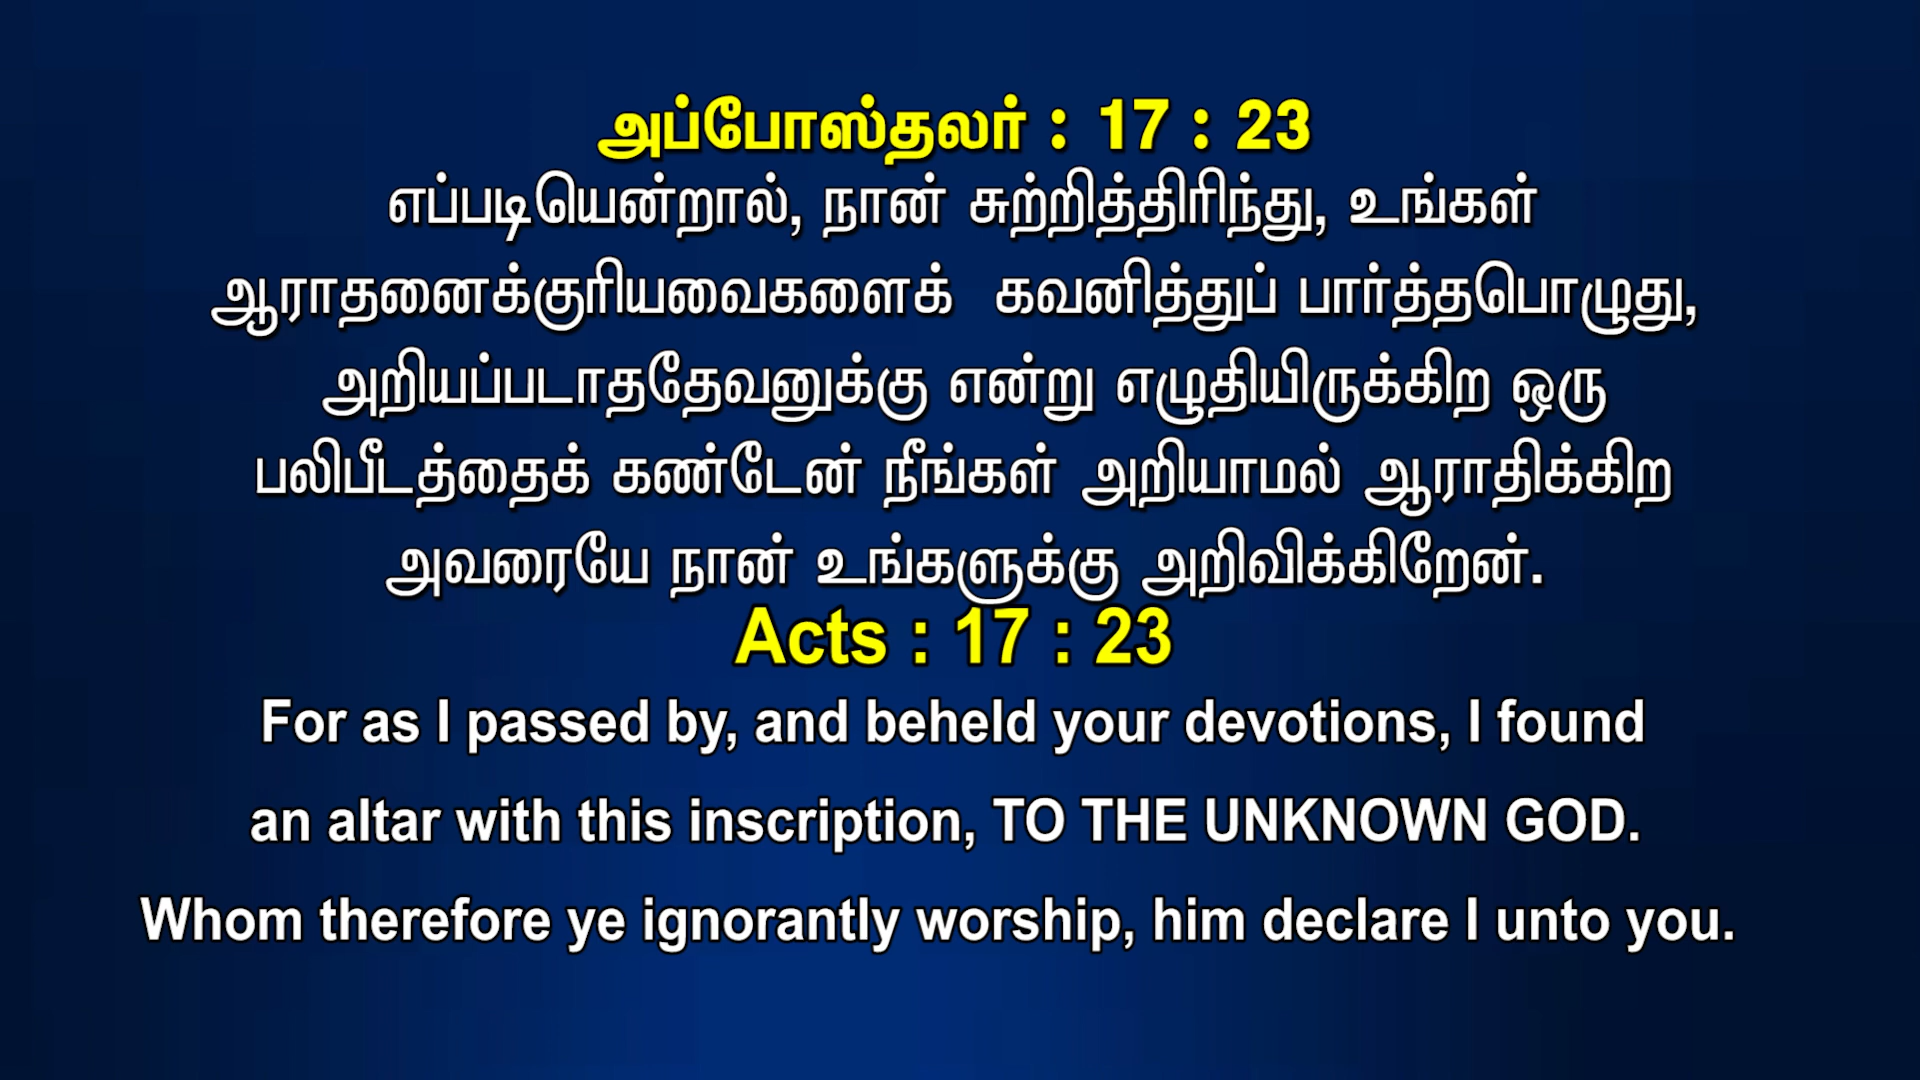 அப்போஸ்தலர் : 17 : 23
எப்படியென்றால், நான் சுற்றித்திரிந்து, உங்கள்
ஆராதனைக்குரியவைகளைக் கவனித்துப் பார்த்தபொழுது,
அறியப்படாததேவனுக்கு என்று எழுதியிருக்கிற ஒரு
பலிபீடத்தைக் கண்டேன் நீங்கள் அறியாமல் ஆராதிக்கிற
அவரையே நான் உங்களுக்கு அறிவிக்கிறேன்.
Acts : 17 : 23
For as I passed by, and beheld your devotions, I found
an altar with this inscription, TO THE UNKNOWN GOD.
Whom therefore ye ignorantly worship, him declare I unto you.